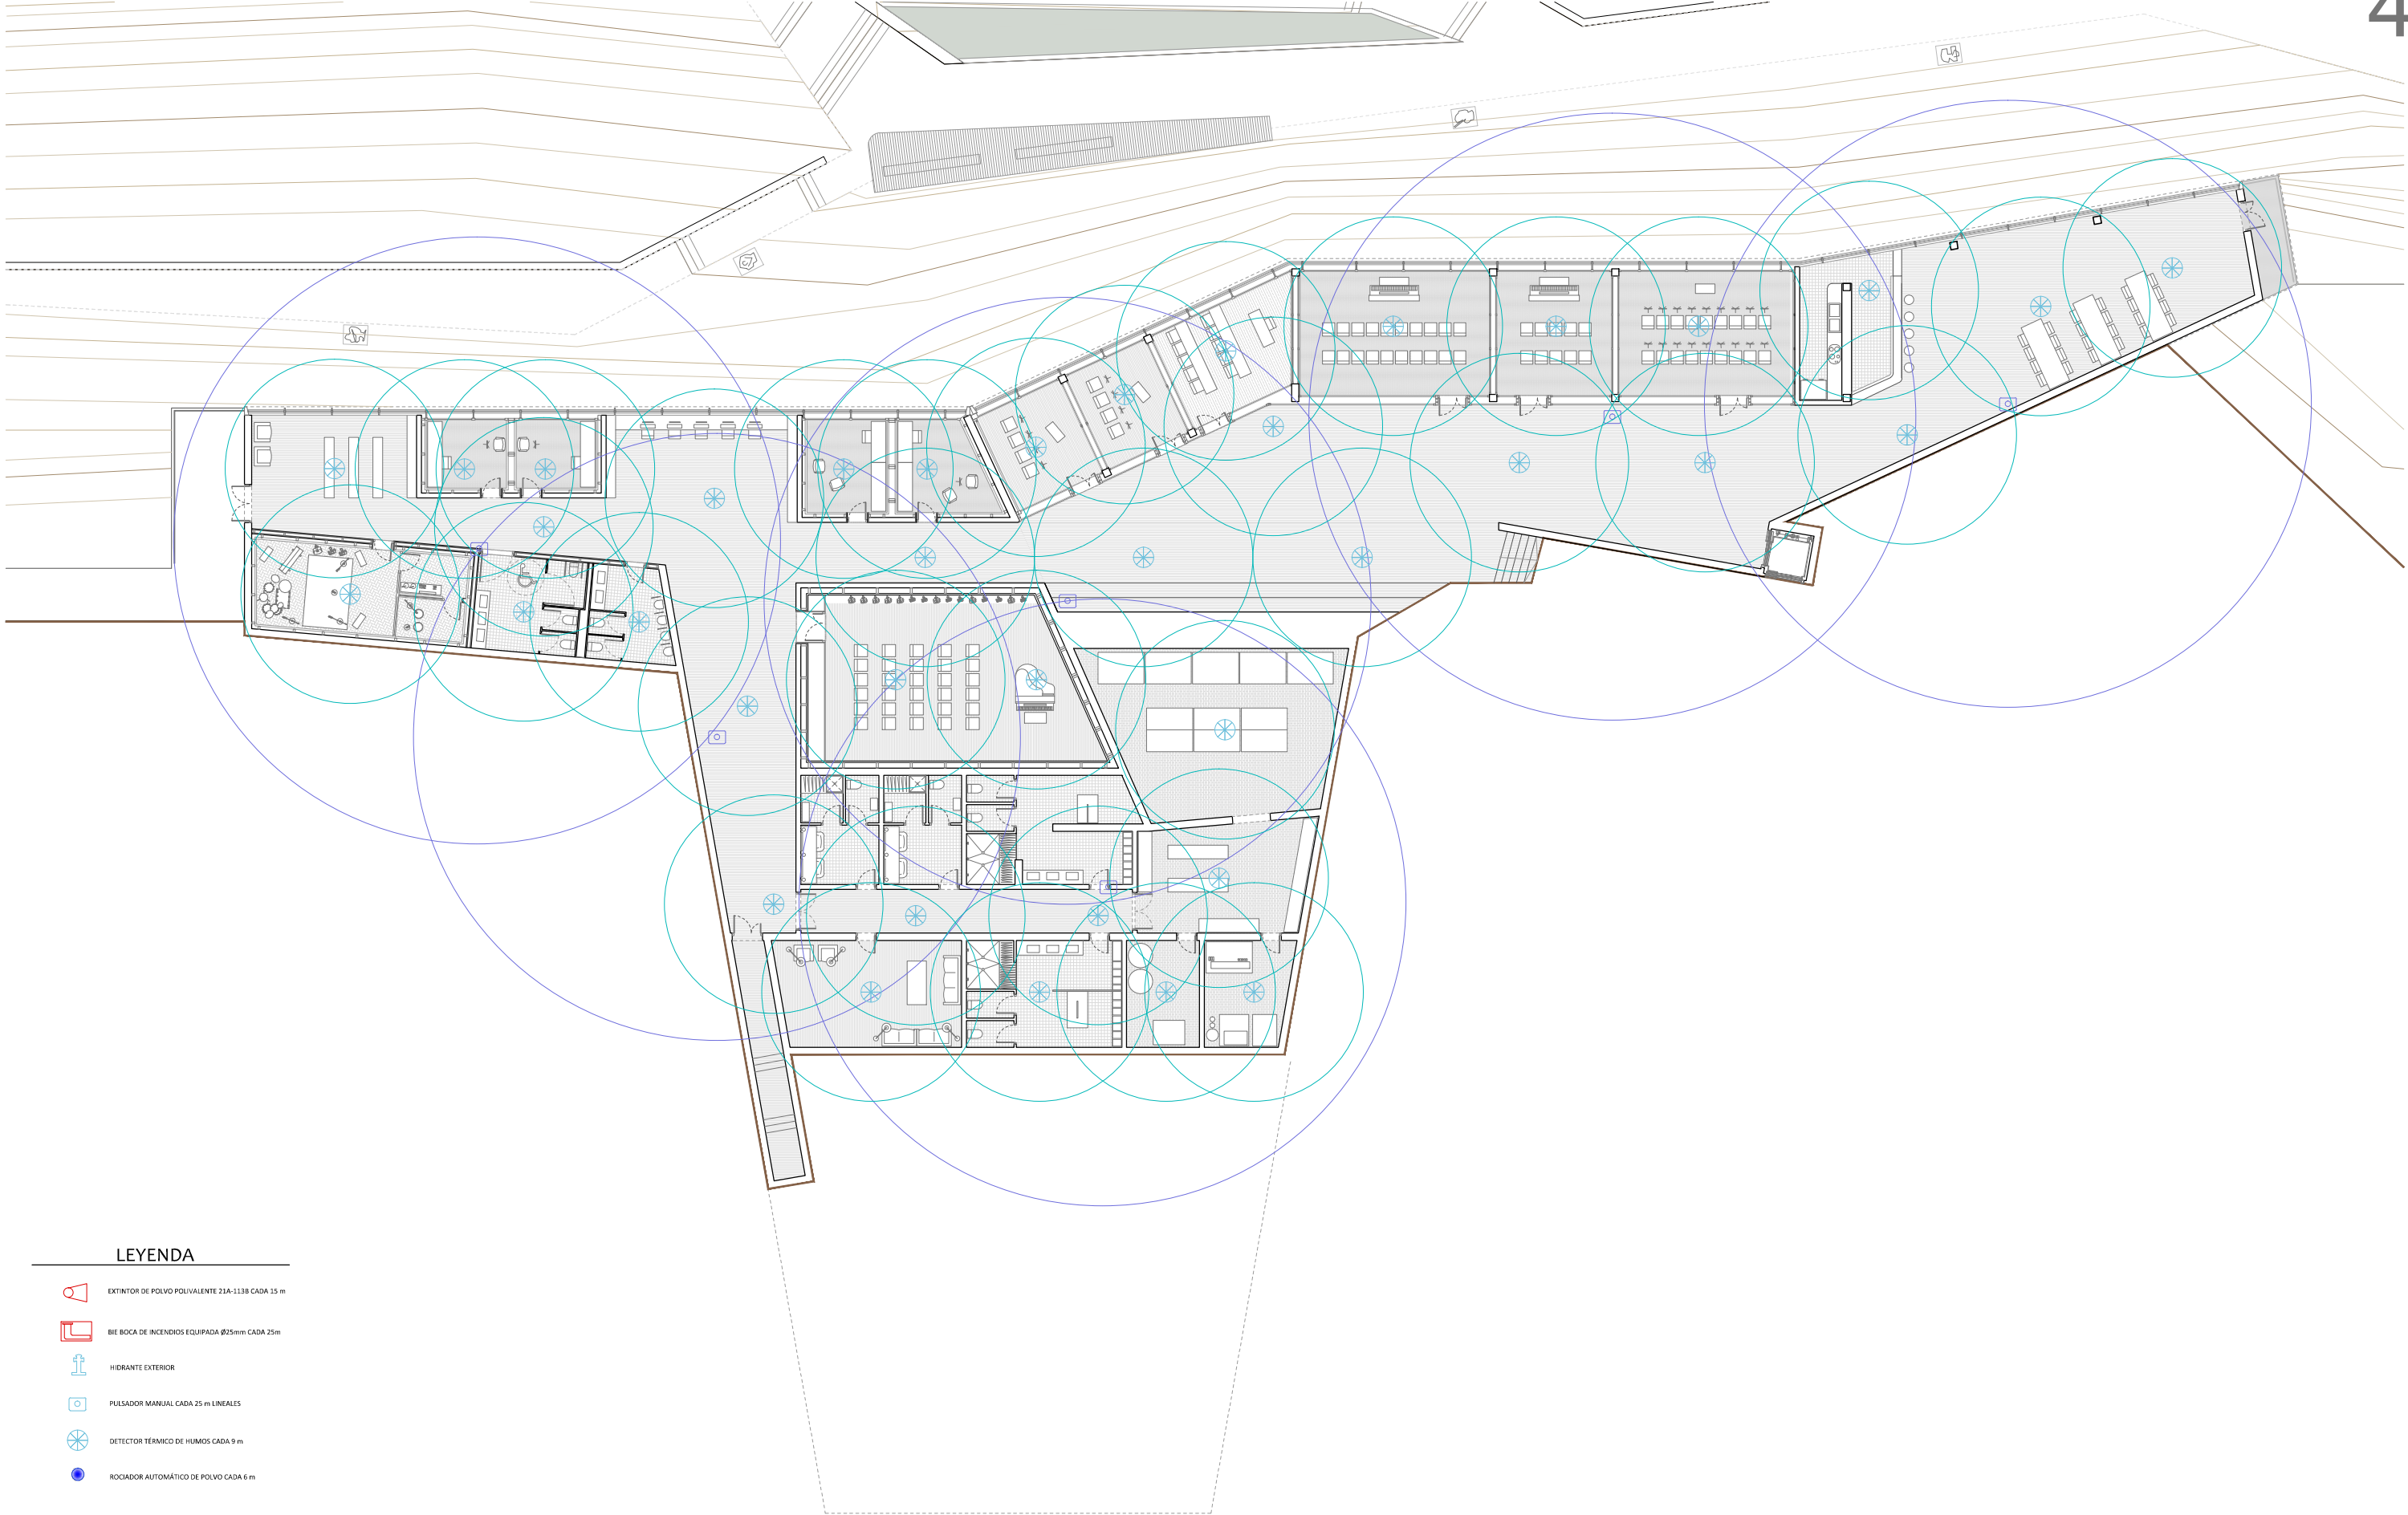 4
LEYENDA
EXTINTOR DE POLVO POLIVALENTE 21A-113B CADA 15 m
BIE BOCA DE INCENDIOS EQUIPADA Ø25mm CADA 25m
HIDRANTE EXTERIOR
PULSADOR MANUAL CADA 25 m LINEALES
DETECTOR TÉRMICO DE HUMOS CADA 9 m
ROCIADOR AUTOMÁTICO DE POLVO CADA 6 m